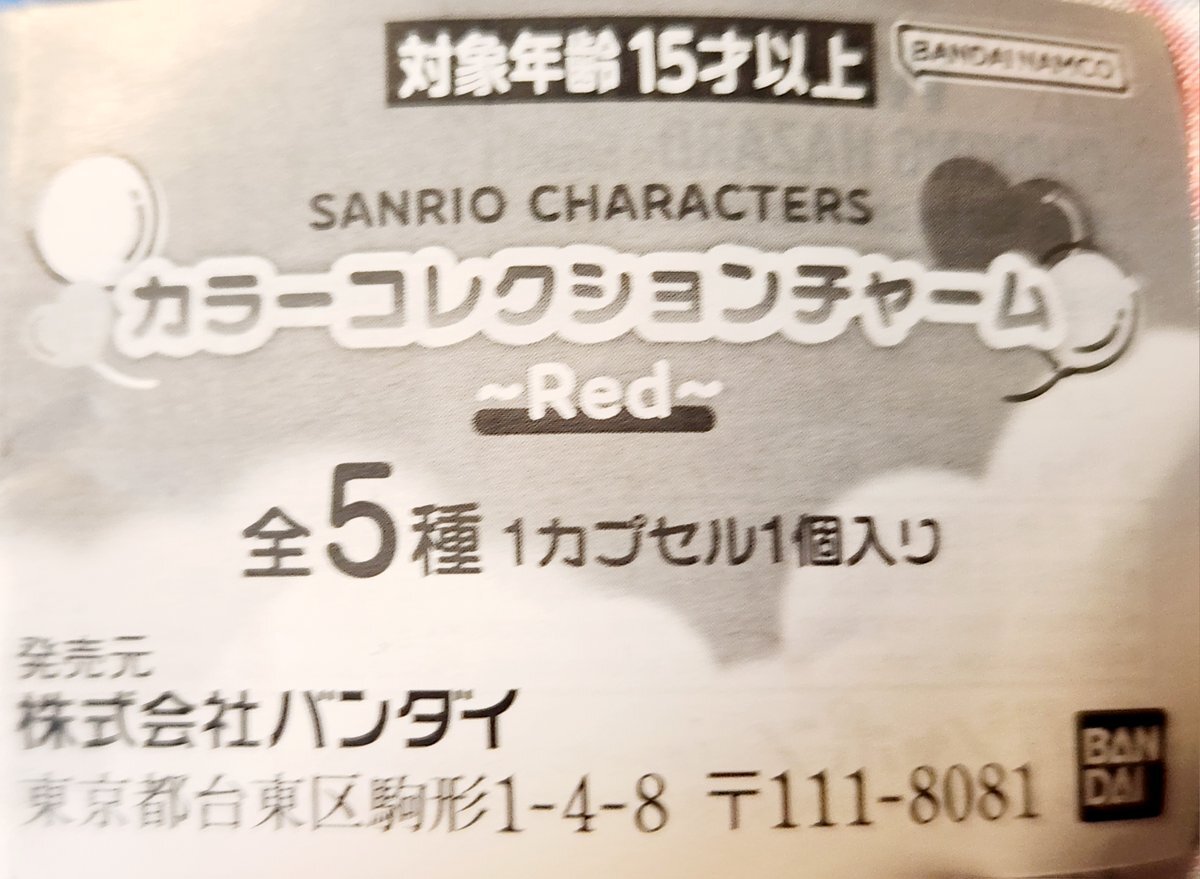 対象年齢15才以上
BANDAI NAMCO
SANRIO CHARACTERS
カラーコレクションチャーム
~Red~
全5種 1カプセル1個入り
発売元
株式会社バンダイ
東京都台東区駒形1-4-8 〒111-8081
BAN
DAI